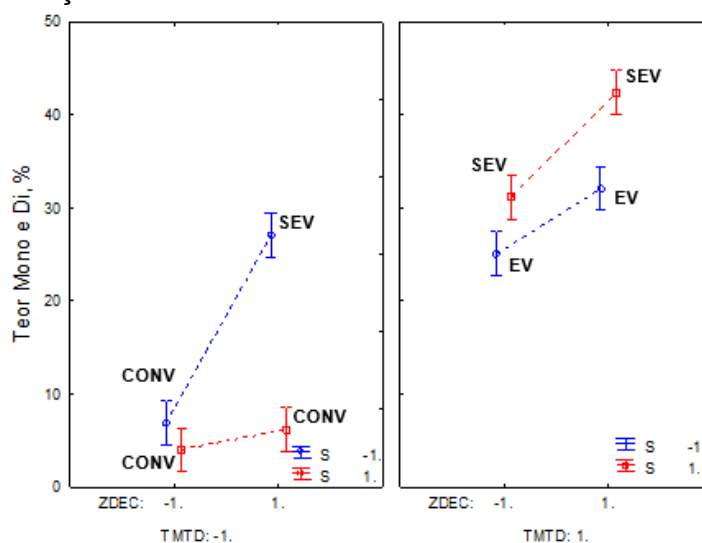 50
40
30
20
10
0
Teor Mono e Di, %
SEV
CONV
CONV
CONV
S -1.
S 1.
ZDEC: -1. 1.
TMTD: -1.
SEV
SEV
EV
EV
S -1.
S 1.
ZDEC: -1. 1.
TMTD: 1.